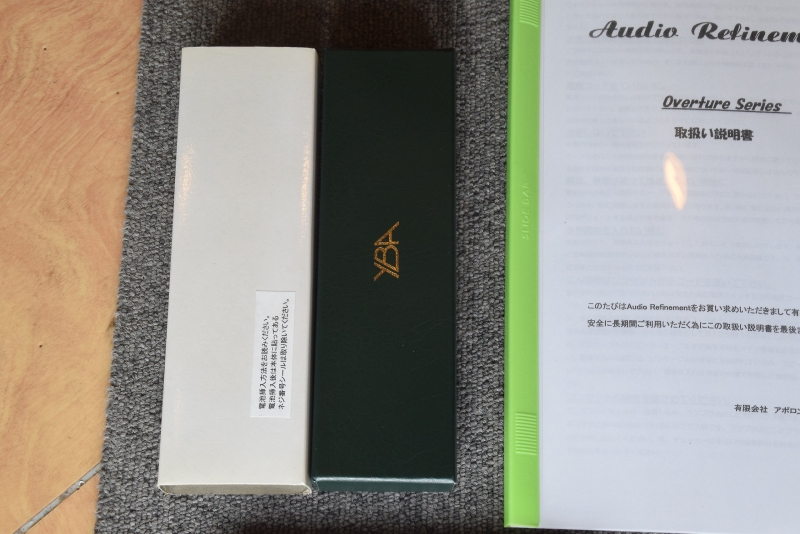 電池挿入方法をお読みください。
電池挿入後は本体に貼ってある
ネジ番号シールは取り除いてください。
YBA
Audio
Overture Series
取扱い説明書
このたびはAudio Refinementをお買い求めいただきまして有
安全に長期間ご利用いただく為にこの取扱い説明書を最後ま
有限会社 アポロン
SLIDE BAR